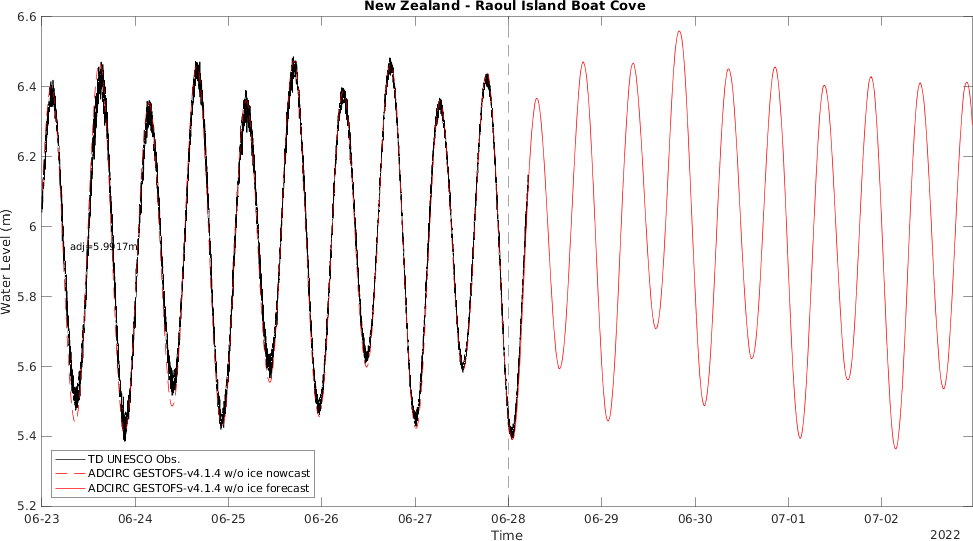 New Zealand - Raoul Island Boat Cove
6.6
6.4
6.2
6
5.8
5.6
5.4
5.2
Water Level (m)
adj=5.9917m
TD UNESCO Obs.
ADCIRC GESTOFS-v4.1.4 w/o ice nowcast
ADCIRC GESTOFS-v4.1.4 w/o ice forecast
06-23 06-24 06-25 06-26 06-27 06-28 06-29 06-30 07-01 07-02
Time
2022